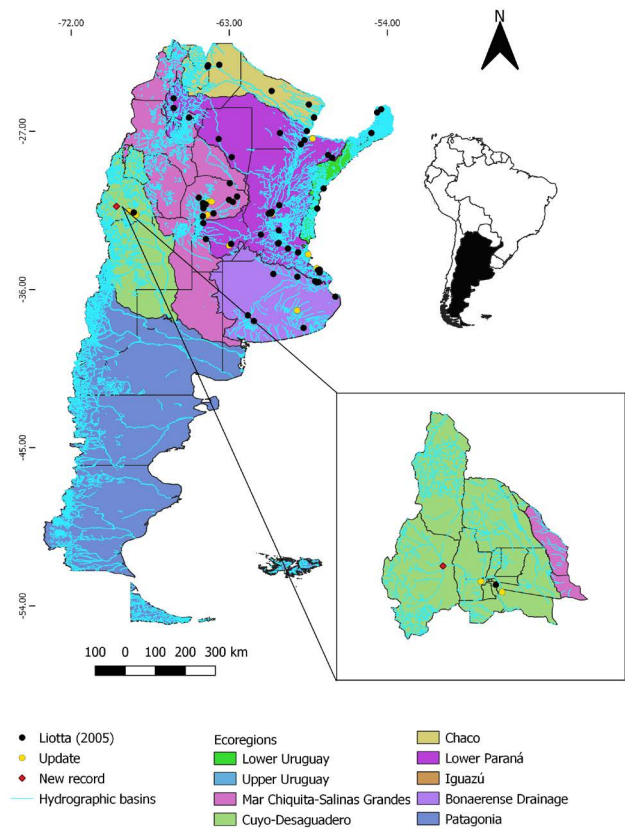 -72.00
-63.00
-54.00
N
-27.00
-36.00
-45.00
-54.00
100 0 100 200 300 km
Liotta (2005)
Update
New record
Hydrographic basins
Ecoregions
Lower Uruguay
Upper Uruguay
Mar Chiquita-Salinas Grandes
Cuyo-Desaguadero
Chaco
Lower Paraná
Iguazú
Bonaerense Drainage
Patagonia